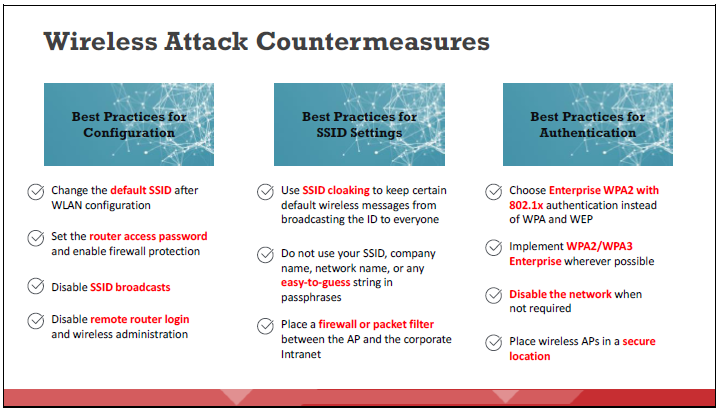 Wireless Attack Countermeasures
Best Practices for
Configuration
Change the default SSID after
WLAN configuration
Set the router access password
and enable firewall protection
Disable SSID broadcasts
Disable remote router login
and wireless administration
Best Practices for
SSID Settings
Use SSID cloaking to keep certain
default wireless messages from
broadcasting the ID to everyone
Do not use your SSID, company
name, network name, or any
easy-to-guess string in
passphrases
Place a firewall or packet filter
between the AP and the corporate
Intranet
Best Practices for
Authentication
Choose Enterprise WPA2 with
802.1x authentication instead
of WPA and WEP
Implement WPA2/WPA3
Enterprise wherever possible
Disable the network when
not required
Place wireless APs in a secure
location